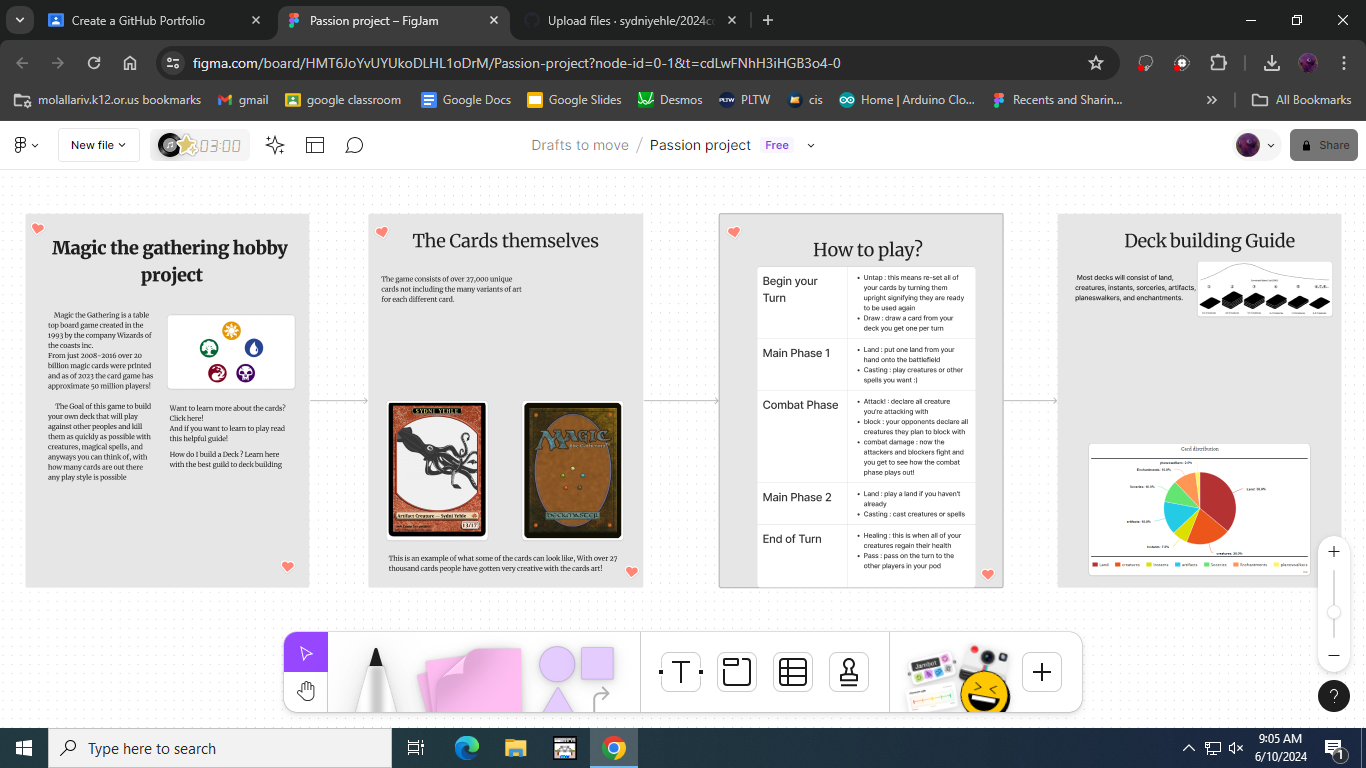 Create a GitHub Portfolio
Passion project – FigJam
Upload files · sydniyehle/2024co
figma.com/board/HMT6JoYvUYUkoDLHL1oDrM/Passion-project?node-id=0-1&t=cdLwFNhH3iHGB3o4-0
molallariv.k12.or.us bookmarks
gmail
google classroom
Google Docs
Google Slides
Desmos
PLTW
PLTW
cis
Home | Arduino Clo...
Recents and Sharin...
All Bookmarks
New file
03:00
Drafts to move / Passion project
Free
Share
Magic the gathering hobby
project
Magic the Gathering is a table
top board game created in the
1993 by the company Wizards of
the coasts inc.
From just 2008-2016 over 20
billion magic cards were printed
and as of 2023 the card game has
approximate 50 million players!
The Goal of this game to build
your own deck that will play
against other peoples and kill
them as quickly as possible with
creatures, magical spells, and
anyways you can think of, with
how many cards are out there
any play style is possible
Want to learn more about the cards?
Click here!
And if you want to learn to play read
this helpful guide!
How do I build a Deck ? Learn here
with the best guild to deck building
The Cards themselves
The game consists of over 27,000 unique
cards not including the many variants of art
for each different card.
SYDNI YEHLE
Artifact Creature — Sydni Yehle
13/17
MAGIC
The Gathering
DECKMASTER
This is an example of what some of the cards can look like, With over 27
thousand cards people have gotten very creative with the cards art!
How to play?
Begin your
Turn
• Untap : this means re-set all of
your cards by turning them
upright signifying they are ready
to be used again
• Draw : draw a card from your
deck you get one per turn
Main Phase 1
• Land : put one land from your
hand onto the battlefield
• Casting : play creatures or other
spells you want :)
Combat Phase
• Attack! : declare all creature
you're attacking with
• block : your opponents declare all
creatures they plan to block with
• combat damage : now the
attackers and blockers fight and
you get to see how the combat
phase plays out!
Main Phase 2
• Land : play a land if you haven't
already
• Casting : cast creatures or spells
End of Turn
• Healing : this is when all of your
creatures regain their health
• Pass : pass on the turn to the
other players in your pod
Deck building Guide
Most decks will consist of land,
creatures, instants, sorceries, artifacts,
planeswalkers, and enchantments.
Card distribution
planeswalkers: 2.0%
Enchantments: 10.0%
Soceries: 10.0%
artifacts: 15.0%
Instants: 7.0%
creatures: 20.0%
Land
creatures
Instants
artifacts
Soceries
Enchantements
planeswalkers
Jambot
T
?
Type here to search
9:05 AM
6/10/2024
1